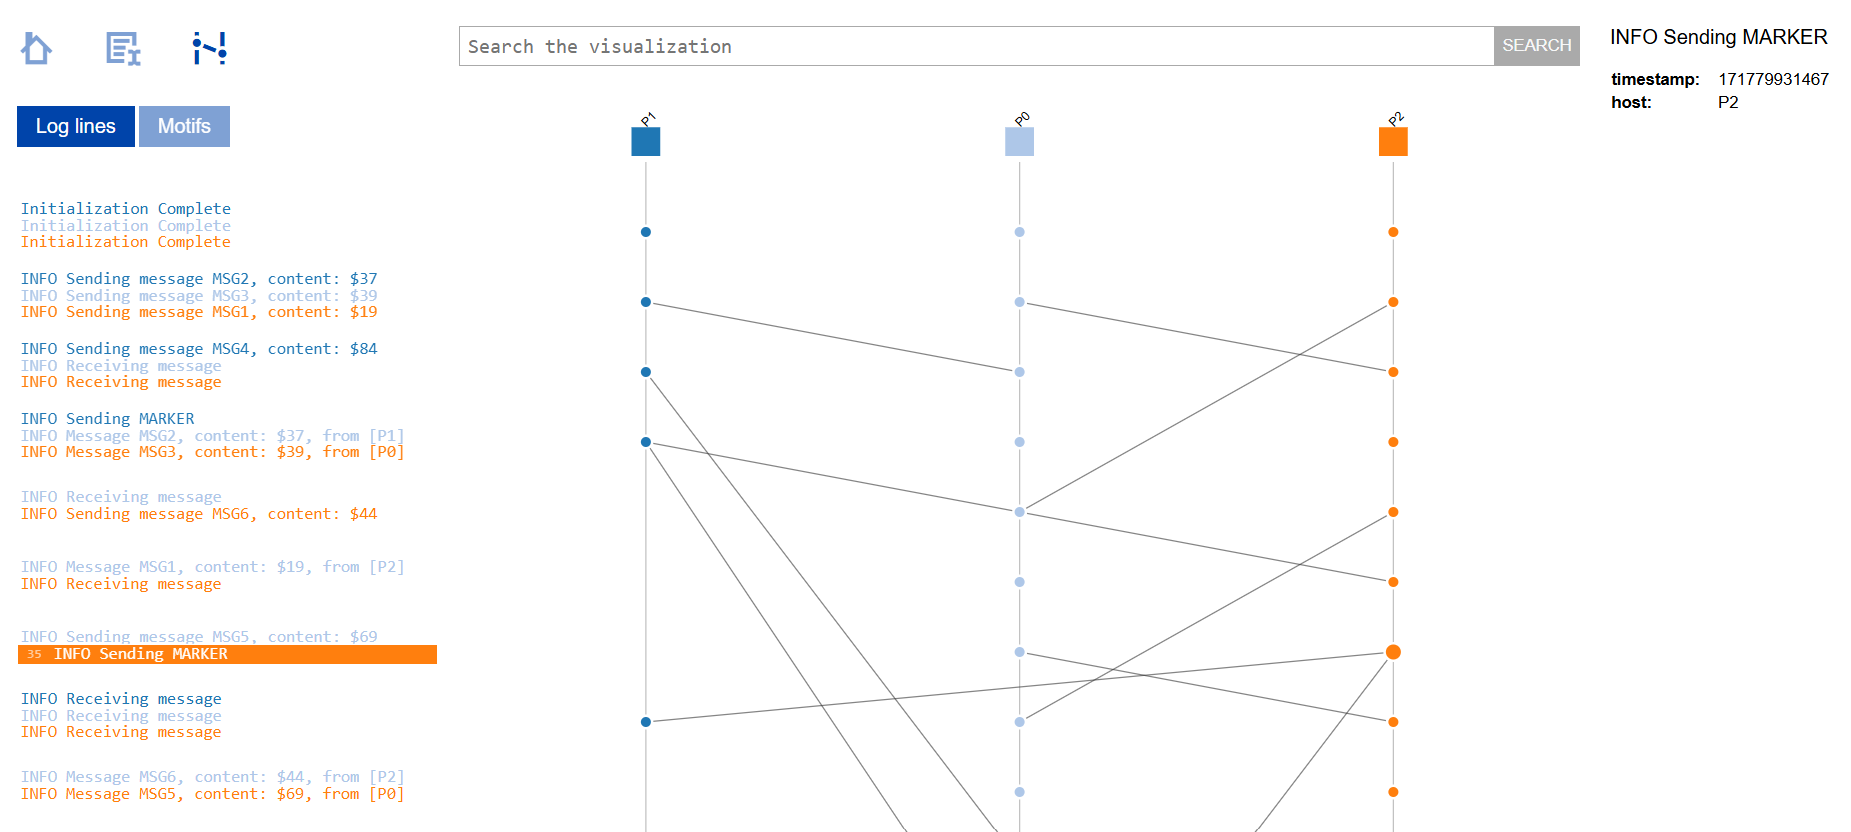 Search the visualization
SEARCH
INFO Sending MARKER
timestamp: 171779931467
host: P2
Log lines
Motifs
P1
P0
P2
Initialization Complete
Initialization Complete
Initialization Complete
INFO Sending message MSG2, content: $37
INFO Sending message MSG3, content: $39
INFO Sending message MSG1, content: $19
INFO Sending message MSG4, content: $84
INFO Receiving message
INFO Receiving message
INFO Sending MARKER
INFO Message MSG2, content: $37, from [P1]
INFO Message MSG3, content: $39, from [P0]
INFO Receiving message
INFO Sending message MSG6, content: $44
INFO Message MSG1, content: $19, from [P2]
INFO Receiving message
INFO Sending message MSG5, content: $69
35 INFO Sending MARKER
INFO Receiving message
INFO Receiving message
INFO Receiving message
INFO Message MSG6, content: $44, from [P2]
INFO Message MSG5, content: $69, from [P0]